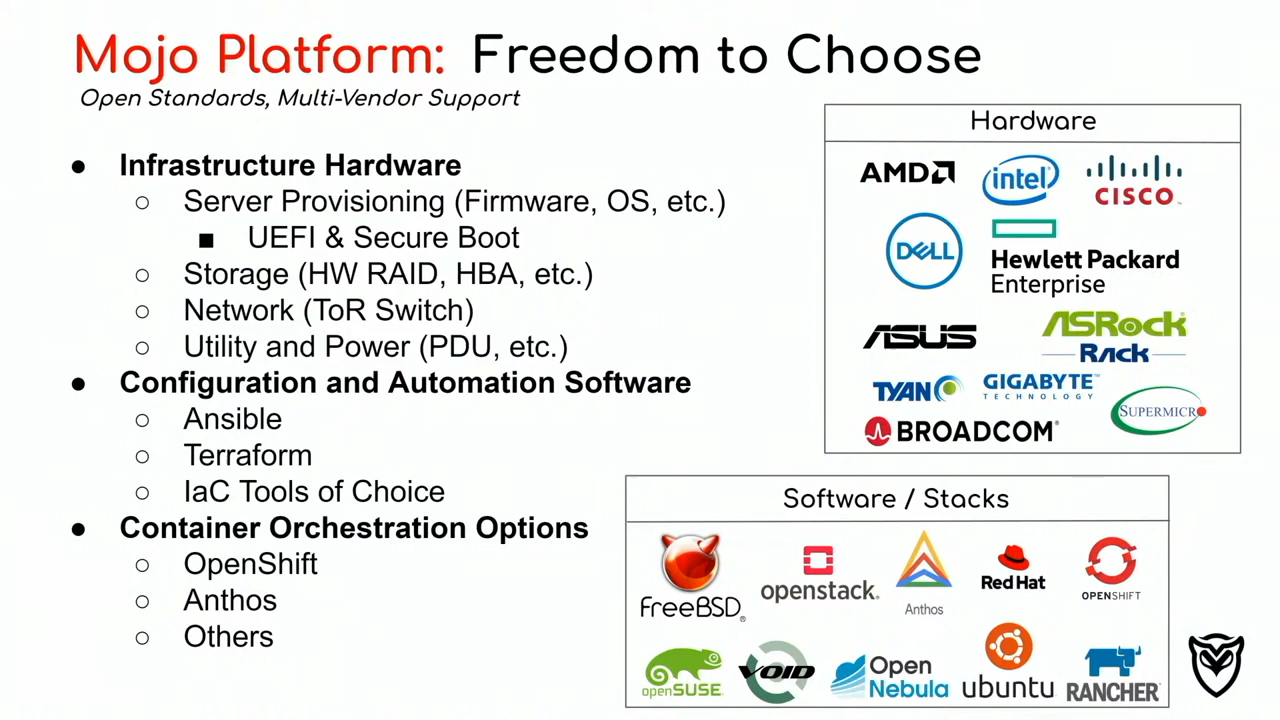 Mojo Platform: Freedom to Choose
Open Standards, Multi-Vendor Support
● Infrastructure Hardware
○ Server Provisioning (Firmware, OS, etc.)
■ UEFI & Secure Boot
○ Storage (HW RAID, HBA, etc.)
○ Network (ToR Switch)
○ Utility and Power (PDU, etc.)
● Configuration and Automation Software
○ Ansible
○ Terraform
○ IaC Tools of Choice
● Container Orchestration Options
○ OpenShift
○ Anthos
○ Others
Hardware
AMD intel CISCO
DELL Hewlett Packard
Enterprise
ASUS ASRock
Rack
TYAN GIGABYTE™
TECHNOLOGY
SUPERMICR
BROADCOM®
Software / Stacks
FreeBSD® openstack. Anthos Red Hat OPENSHIFT
openSUSE VOID Open
Nebula ubuntu RANCHER®